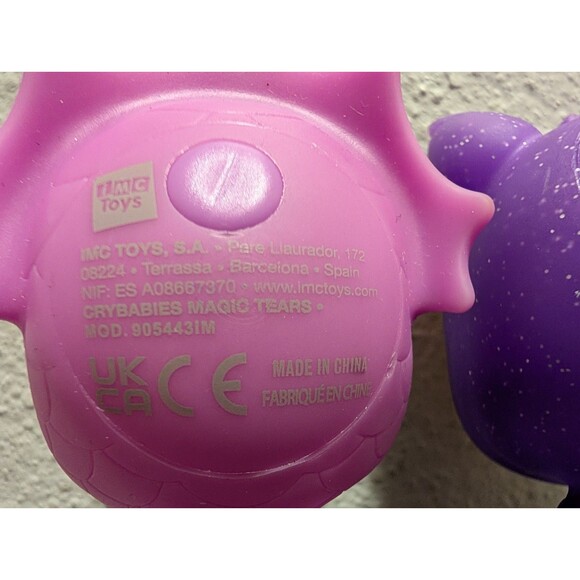 IMC
Toys
IMC TOYS, S.A. - Pare Llaurador, 172
08224 • Terrassa • Barcelona • Spain
NIF: ES A08667370 • www.imctoys.com
CRYBABIES MAGIC TEARS •
MOD. 905443IM
UK
CA
CE
MADE IN CHINA
FABRIQUÉ EN CHINE